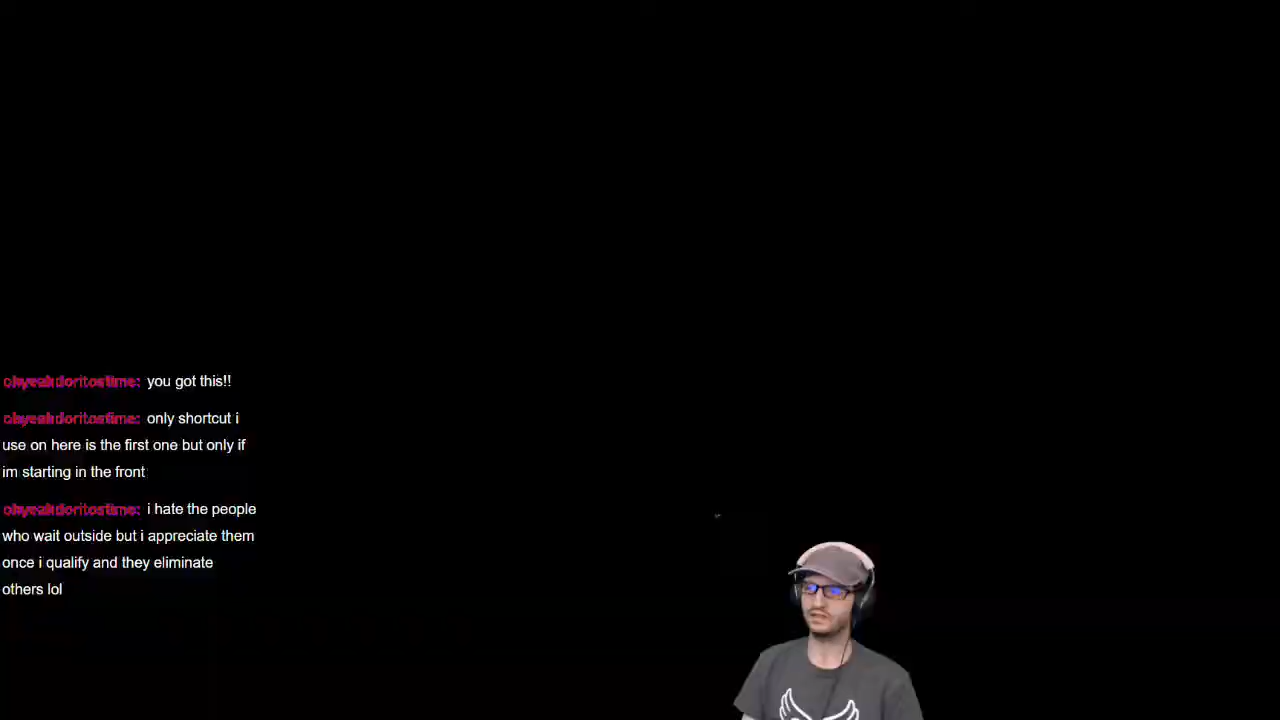 ohyeahdoritostime: you got this!!
ohyeahdoritostime: only shortcut i
use on here is the first one but only if
im starting in the front
ohyeahdoritostime: i hate the people
who wait outside but i appreciate them
once i qualify and they eliminate
others lol